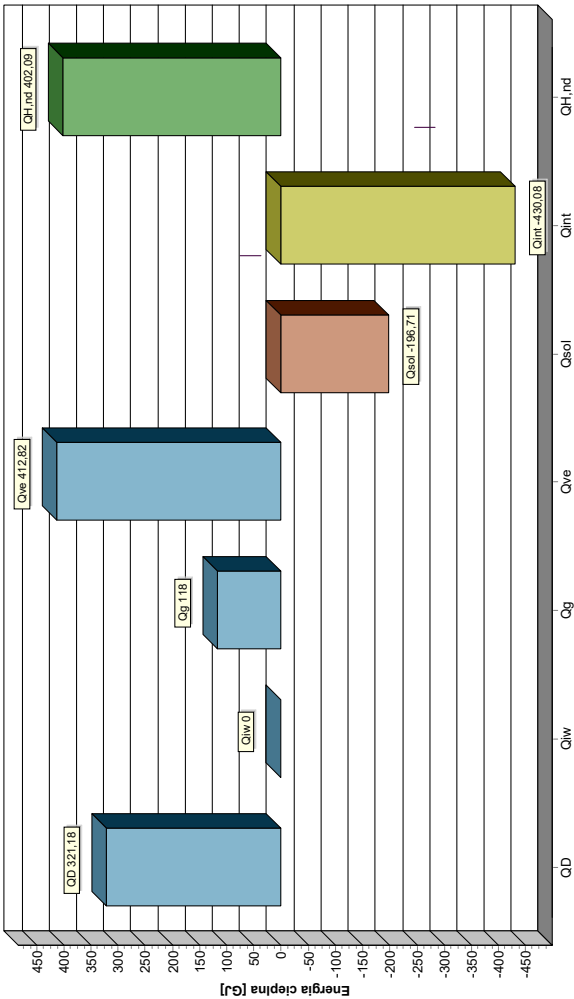 Energia cieplna [GJ]
450
400
350
300
250
200
150
100
50
0
-50
-100
-150
-200
-250
-300
-350
-400
-450
QD 321,18
Qiw 0
Qg 118
Qve 412,82
Qsol -196,71
Qint -430,08
QH,nd 402,09
QD
Qiw
Qg
Qve
Qsol
Qint
QH,nd